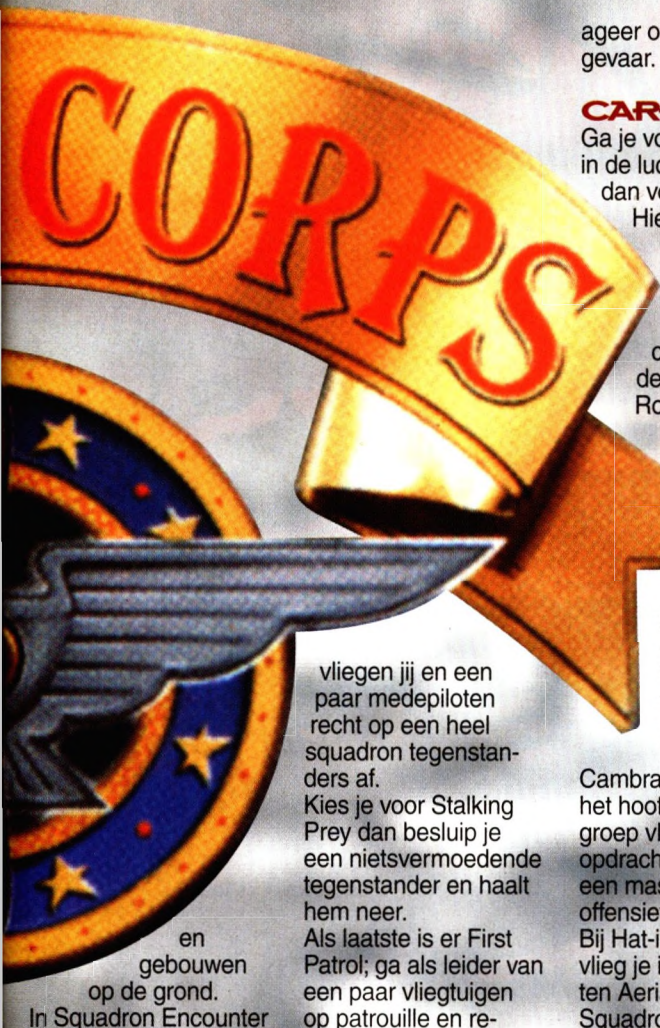 CORPS
en
gebouwen
op de grond.
In Squadron Encounter
vliegen jij en een
paar medepiloten
recht op een heel
squadron tegenstan-
ders af.
Kies je voor Stalking
Prey dan besluip je
een nietsvermoedende
tegenstander en haalt
hem neer.
Als laatste is er First
Patrol; ga als leider van
een paar vliegtuigen
op patrouille en re-
ageer o
gevaar.
CAR
Ga je vo
in de luc
dan v
Hie
de
Ro
Cambra
het hoof
groep vl
opdrach
een mas
offensie
Bij Hat-i
vlieg je i
ten Aeri
Squadro